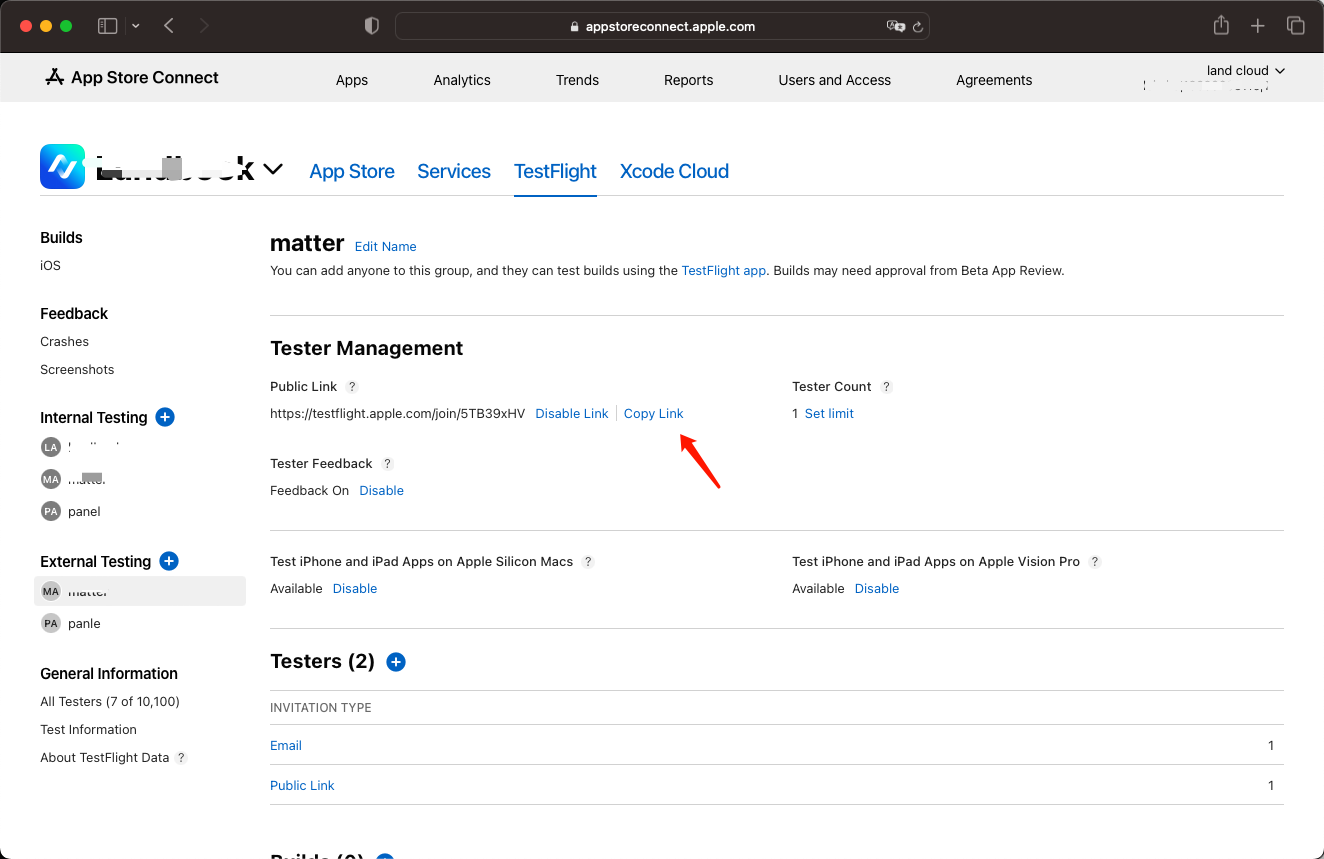 appstoreconnect.apple.com
App Store Connect
Apps Analytics Trends Reports Users and Access Agreements
land cloud
App Store Services TestFlight Xcode Cloud
Builds
iOS
Feedback
Crashes
Screenshots
Internal Testing
LA
MA
PA panel
External Testing
MA matter
PA panle
General Information
All Testers (7 of 10,100)
Test Information
About TestFlight Data ?
matter Edit Name
You can add anyone to this group, and they can test builds using the TestFlight app. Builds may need approval from Beta App Review.
Tester Management
Public Link ?
https://testflight.apple.com/join/5TB39xHV Disable Link Copy Link
Tester Count ?
1 Set limit
Tester Feedback ?
Feedback On Disable
Test iPhone and iPad Apps on Apple Silicon Macs ?
Available Disable
Test iPhone and iPad Apps on Apple Vision Pro ?
Available Disable
Testers (2)
INVITATION TYPE
Email 1
Public Link 1